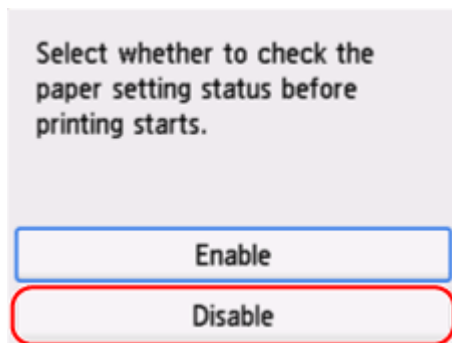 Select whether to check the
paper setting status before
printing starts.
Enable
Disable